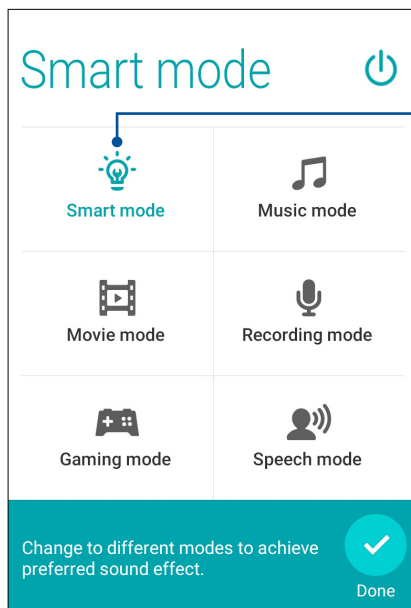 Smart mode
Smart mode
Music mode
Movie mode
Recording mode
Gaming mode
Speech mode
Change to different modes to achieve
preferred sound effect.
Done